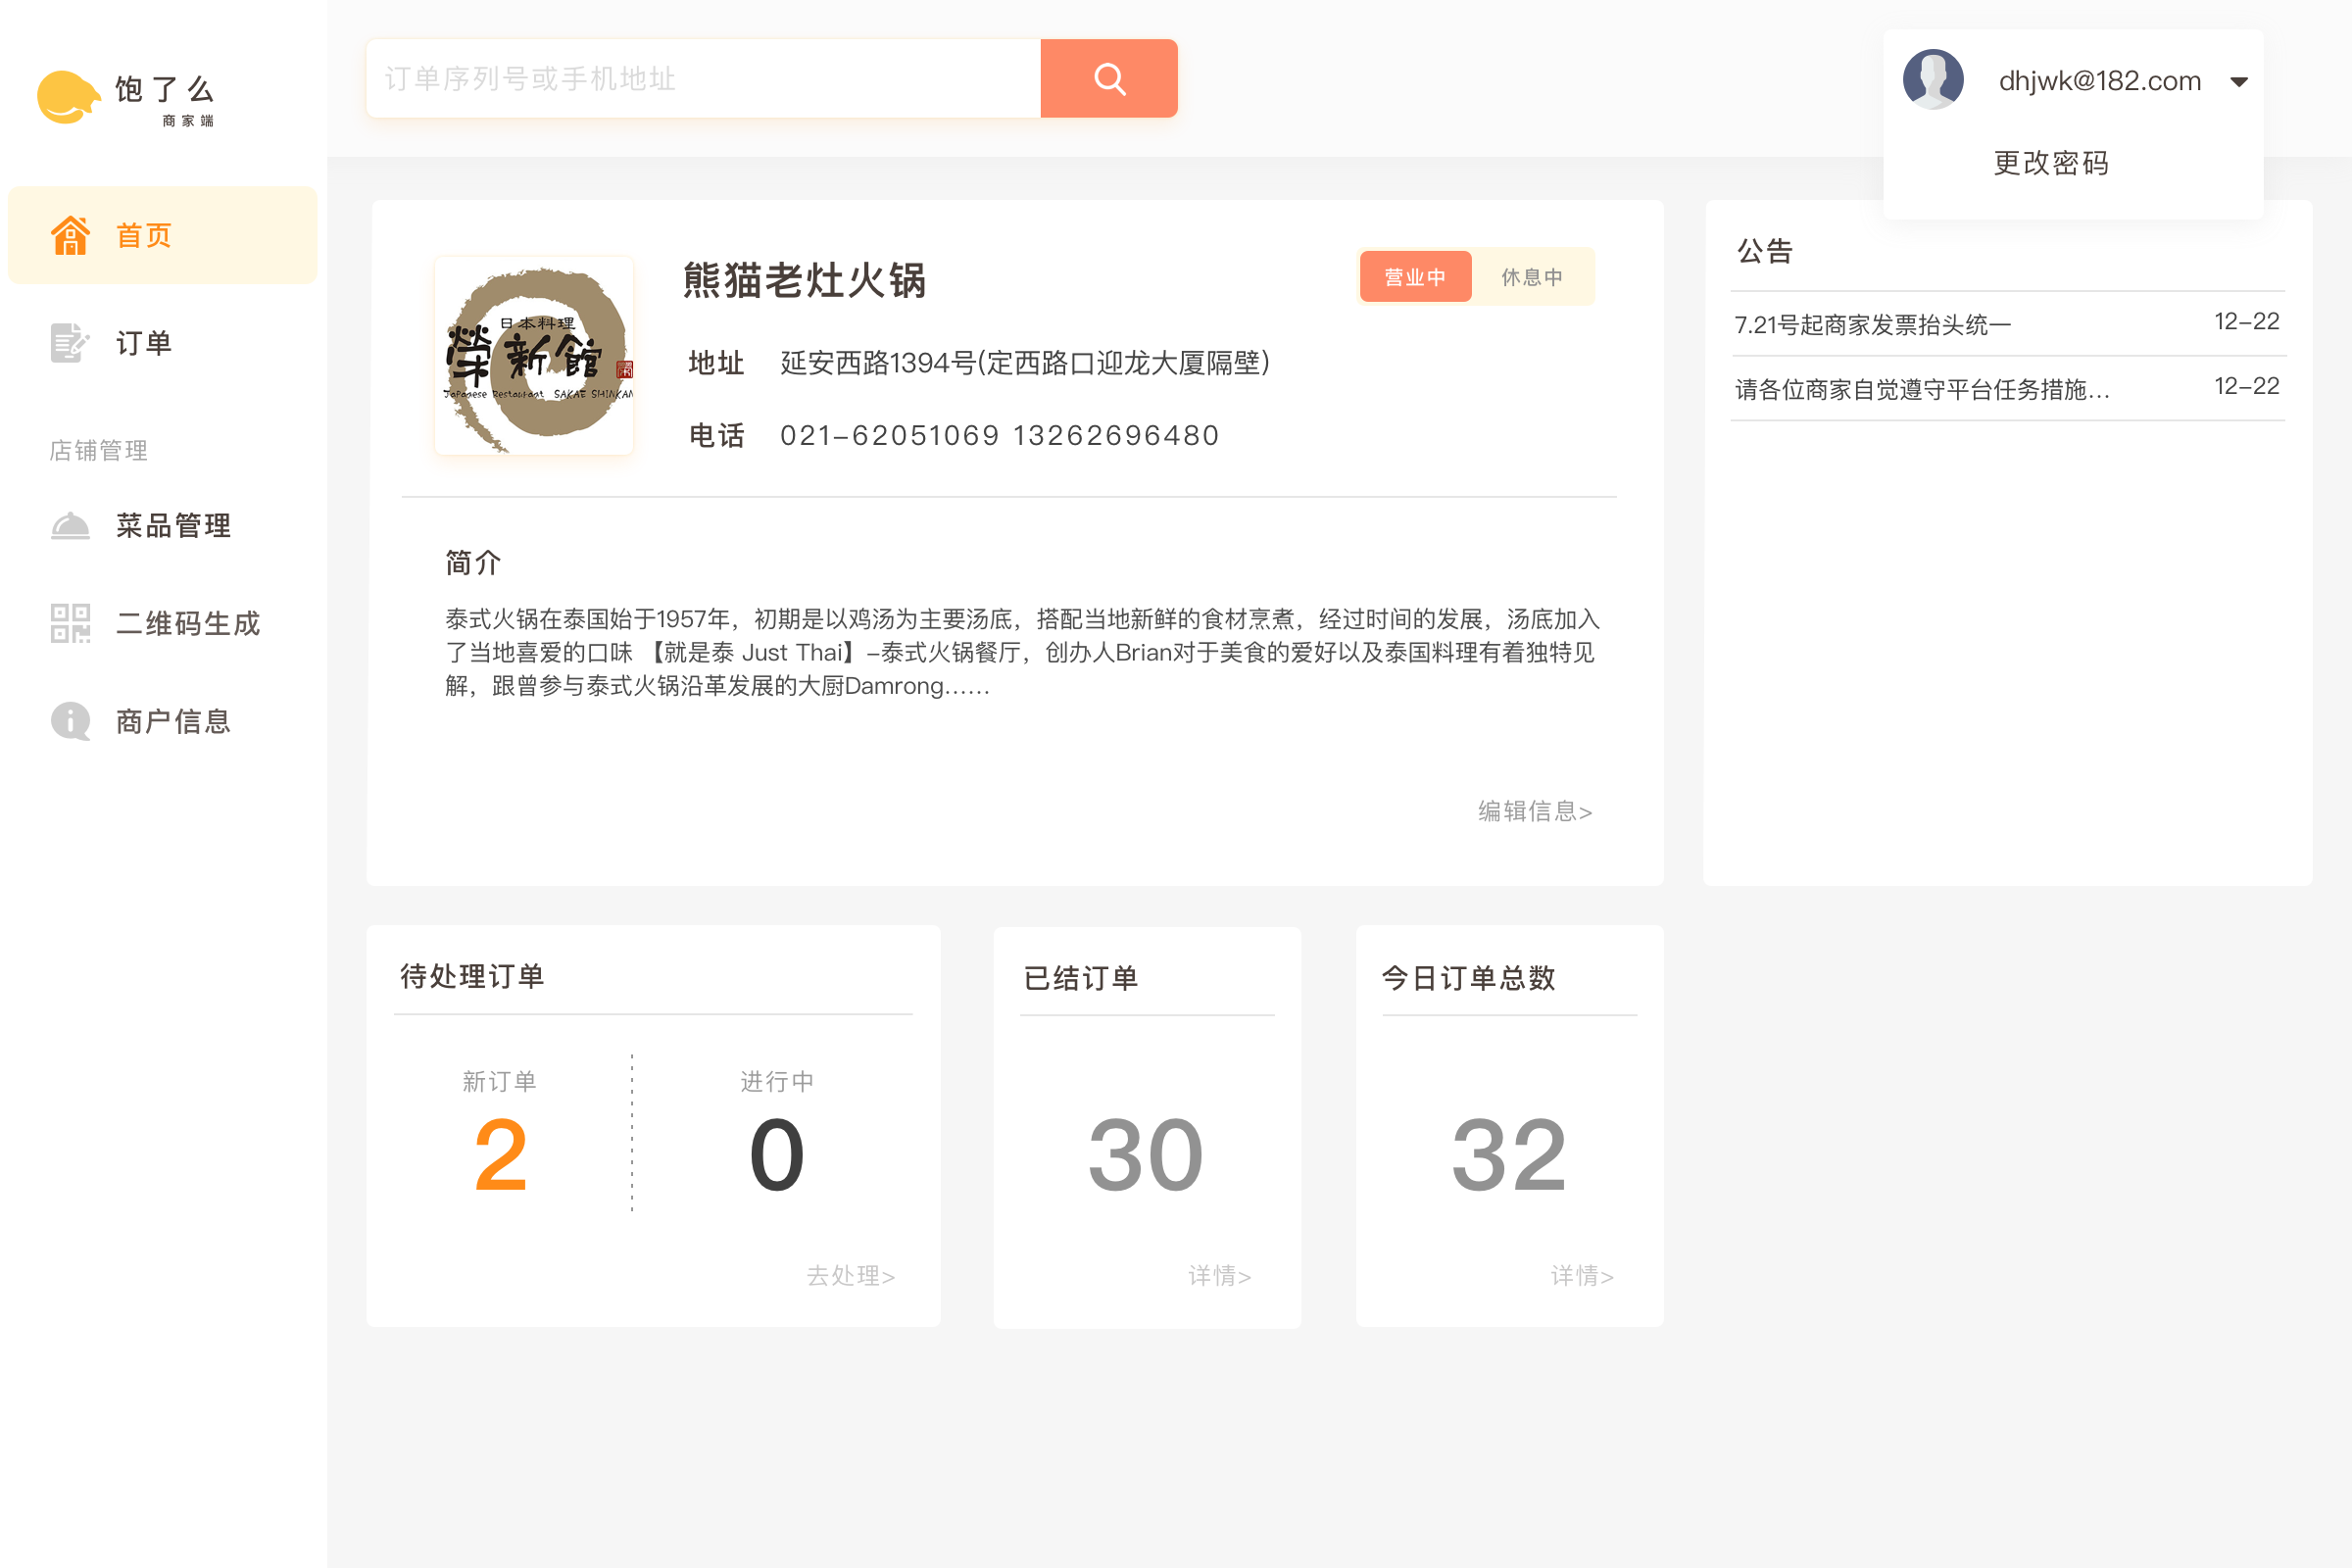 饱了么
商家端
首页
订单
店铺管理
菜品管理
二维码生成
商户信息
订单序列号或手机地址
dhjwk@182.com
更改密码
日本料理
榮新館
Japanese Restaurant SAKAE SHINKAN
熊猫老灶火锅
营业中 休息中
地址 延安西路1394号(定西路口迎龙大厦隔壁)
电话 021-62051069 13262696480
简介
泰式火锅在泰国始于1957年，初期是以鸡汤为主要汤底，搭配当地新鲜的食材烹煮，经过时间的发展，汤底加入
了当地喜爱的口味 【就是泰 Just Thai】-泰式火锅餐厅，创办人Brian对于美食的爱好以及泰国料理有着独特见
解，跟曾参与泰式火锅沿革发展的大厨Damrong……
编辑信息>
公告
7.21号起商家发票抬头统一 12-22
请各位商家自觉遵守平台任务措施... 12-22
待处理订单
新订单 进行中
2 0
去处理>
已结订单
30
详情>
今日订单总数
32
详情>